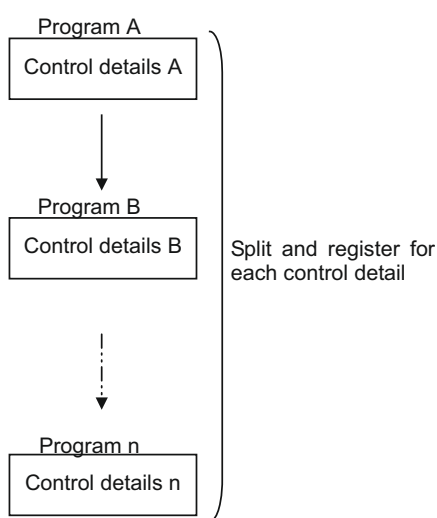 Program A
Control details A
Program B
Control details B
Split and register for
each control detail
Program n
Control details n